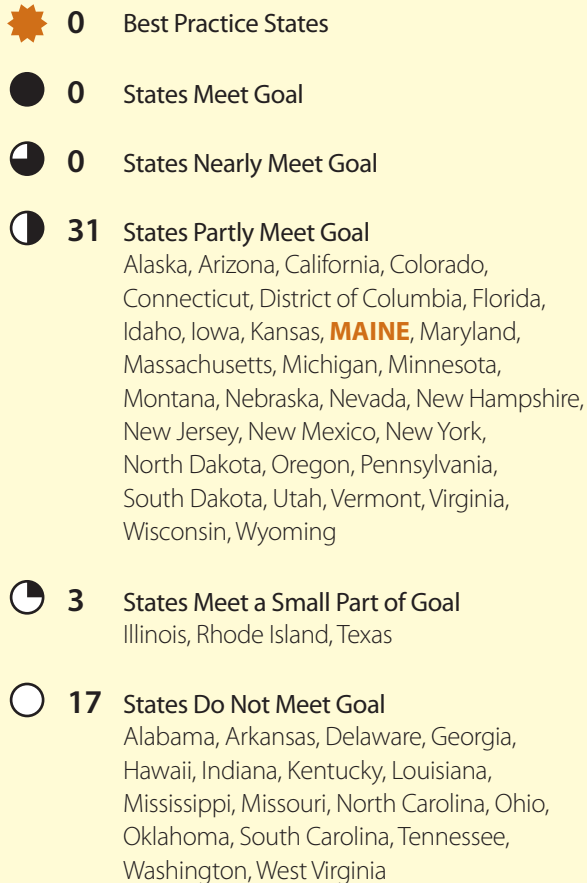 0 Best Practice States
0 States Meet Goal
0 States Nearly Meet Goal
31 States Partly Meet Goal
Alaska, Arizona, California, Colorado,
Connecticut, District of Columbia, Florida,
Idaho, Iowa, Kansas, MAINE, Maryland,
Massachusetts, Michigan, Minnesota,
Montana, Nebraska, Nevada, New Hampshire,
New Jersey, New Mexico, New York,
North Dakota, Oregon, Pennsylvania,
South Dakota, Utah, Vermont, Virginia,
Wisconsin, Wyoming
3 States Meet a Small Part of Goal
Illinois, Rhode Island, Texas
17 States Do Not Meet Goal
Alabama, Arkansas, Delaware, Georgia,
Hawaii, Indiana, Kentucky, Louisiana,
Mississippi, Missouri, North Carolina, Ohio,
Oklahoma, South Carolina, Tennessee,
Washington, West Virginia